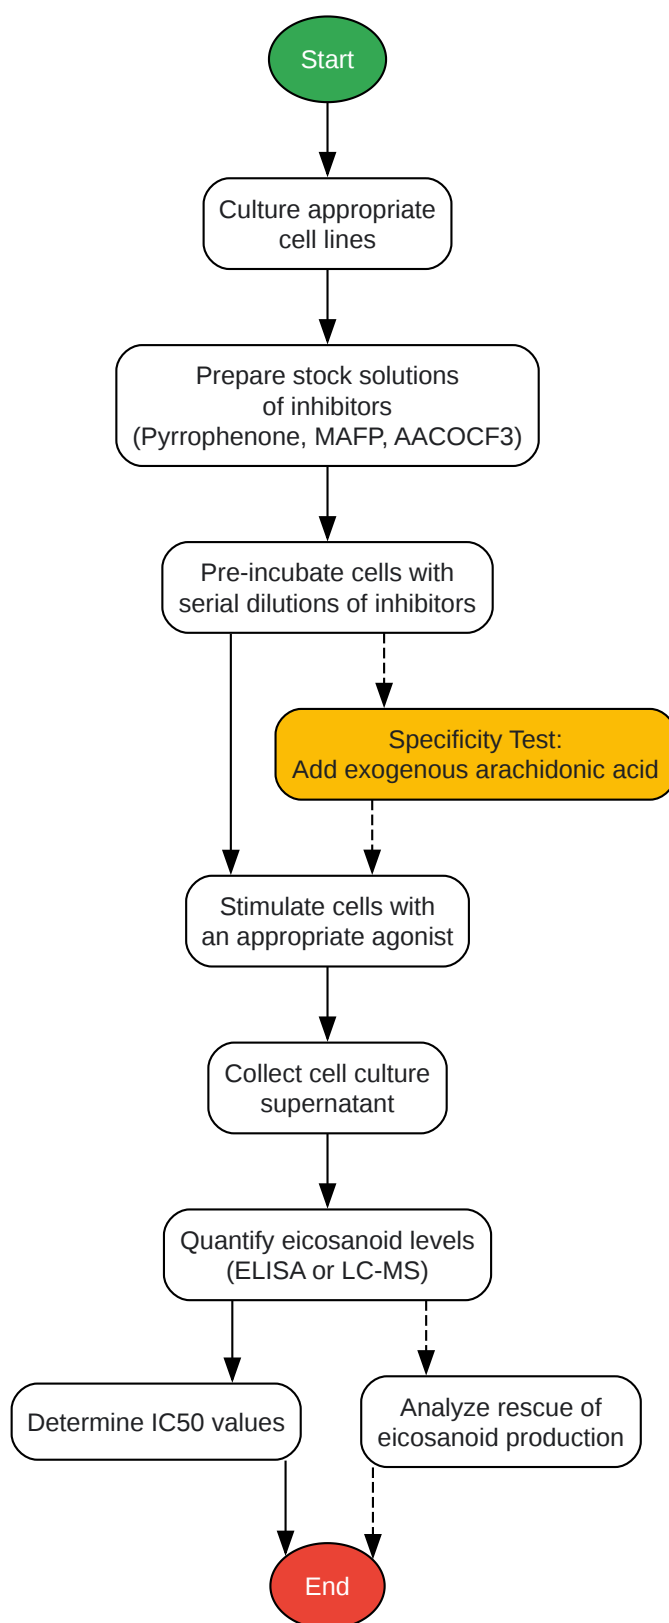 Start
Culture appropriate
cell lines
Prepare stock solutions
of inhibitors
(Pyrrophenone, MAFP, AACOCF3)
Pre-incubate cells with
serial dilutions of inhibitors
Specificity Test:
Add exogenous arachidonic acid
Stimulate cells with
an appropriate agonist
Collect cell culture
supernatant
Quantify eicosanoid levels
(ELISA or LC-MS)
Determine IC50 values
Analyze rescue of
eicosanoid production
End